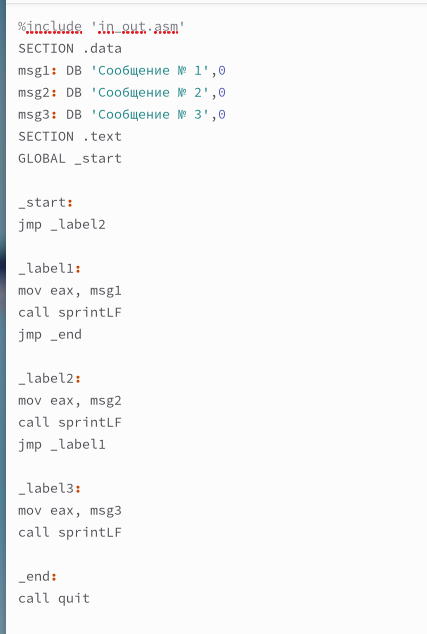 %include 'in_out.asm'
SECTION .data
msg1: DB 'Сообщение № 1',0
msg2: DB 'Сообщение № 2',0
msg3: DB 'Сообщение № 3',0
SECTION .text
GLOBAL _start
_start:
jmp _label2
_label1:
mov eax, msg1
call sprintLF
jmp _end
_label2:
mov eax, msg2
call sprintLF
jmp _label1
_label3:
mov eax, msg3
call sprintLF
_end:
call quit